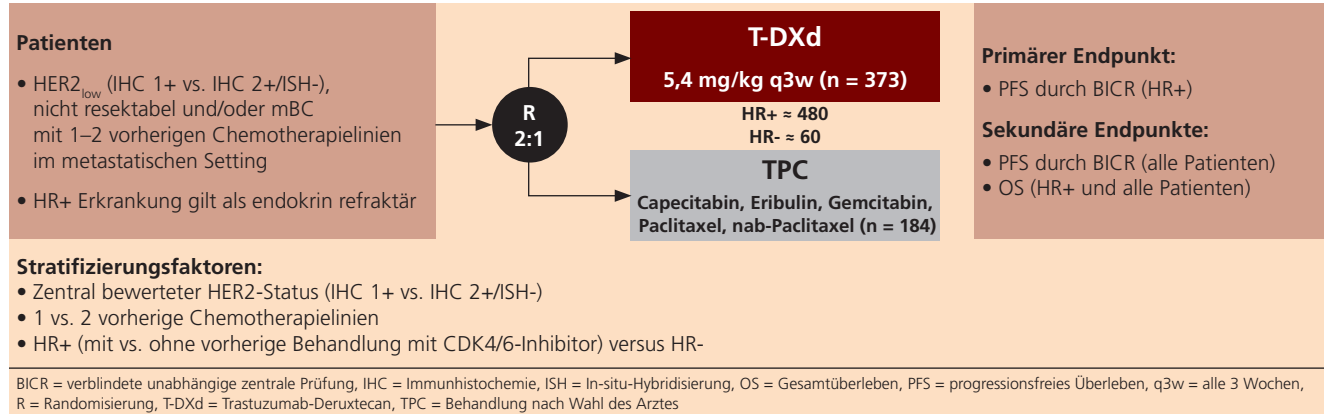 Patienten
• HER2low (IHC 1+ vs. IHC 2+/ISH-),
nicht resektabel und/oder mBC
mit 1–2 vorherigen Chemotherapielinien
im metastatischen Setting
• HR+ Erkrankung gilt als endokrin refraktär
R
2:1
T-DXd
5,4 mg/kg q3w (n = 373)
HR+ ≈ 480
HR- ≈ 60
TPC
Capecitabin, Eribulin, Gemcitabin,
Paclitaxel, nab-Paclitaxel (n = 184)
Primärer Endpunkt:
• PFS durch BICR (HR+)
Sekundäre Endpunkte:
• PFS durch BICR (alle Patienten)
• OS (HR+ und alle Patienten)
Stratifizierungsfaktoren:
• Zentral bewerteter HER2-Status (IHC 1+ vs. IHC 2+/ISH-)
• 1 vs. 2 vorherige Chemotherapielinien
• HR+ (mit vs. ohne vorherige Behandlung mit CDK4/6-Inhibitor) versus HR-
BICR = verblindete unabhängige zentrale Prüfung, IHC = Immunhistochemie, ISH = In-situ-Hybridisierung, OS = Gesamtüberleben, PFS = progressionsfreies Überleben, q3w = alle 3 Wochen,
R = Randomisierung, T-DXd = Trastuzumab-Deruxtecan, TPC = Behandlung nach Wahl des Arztes